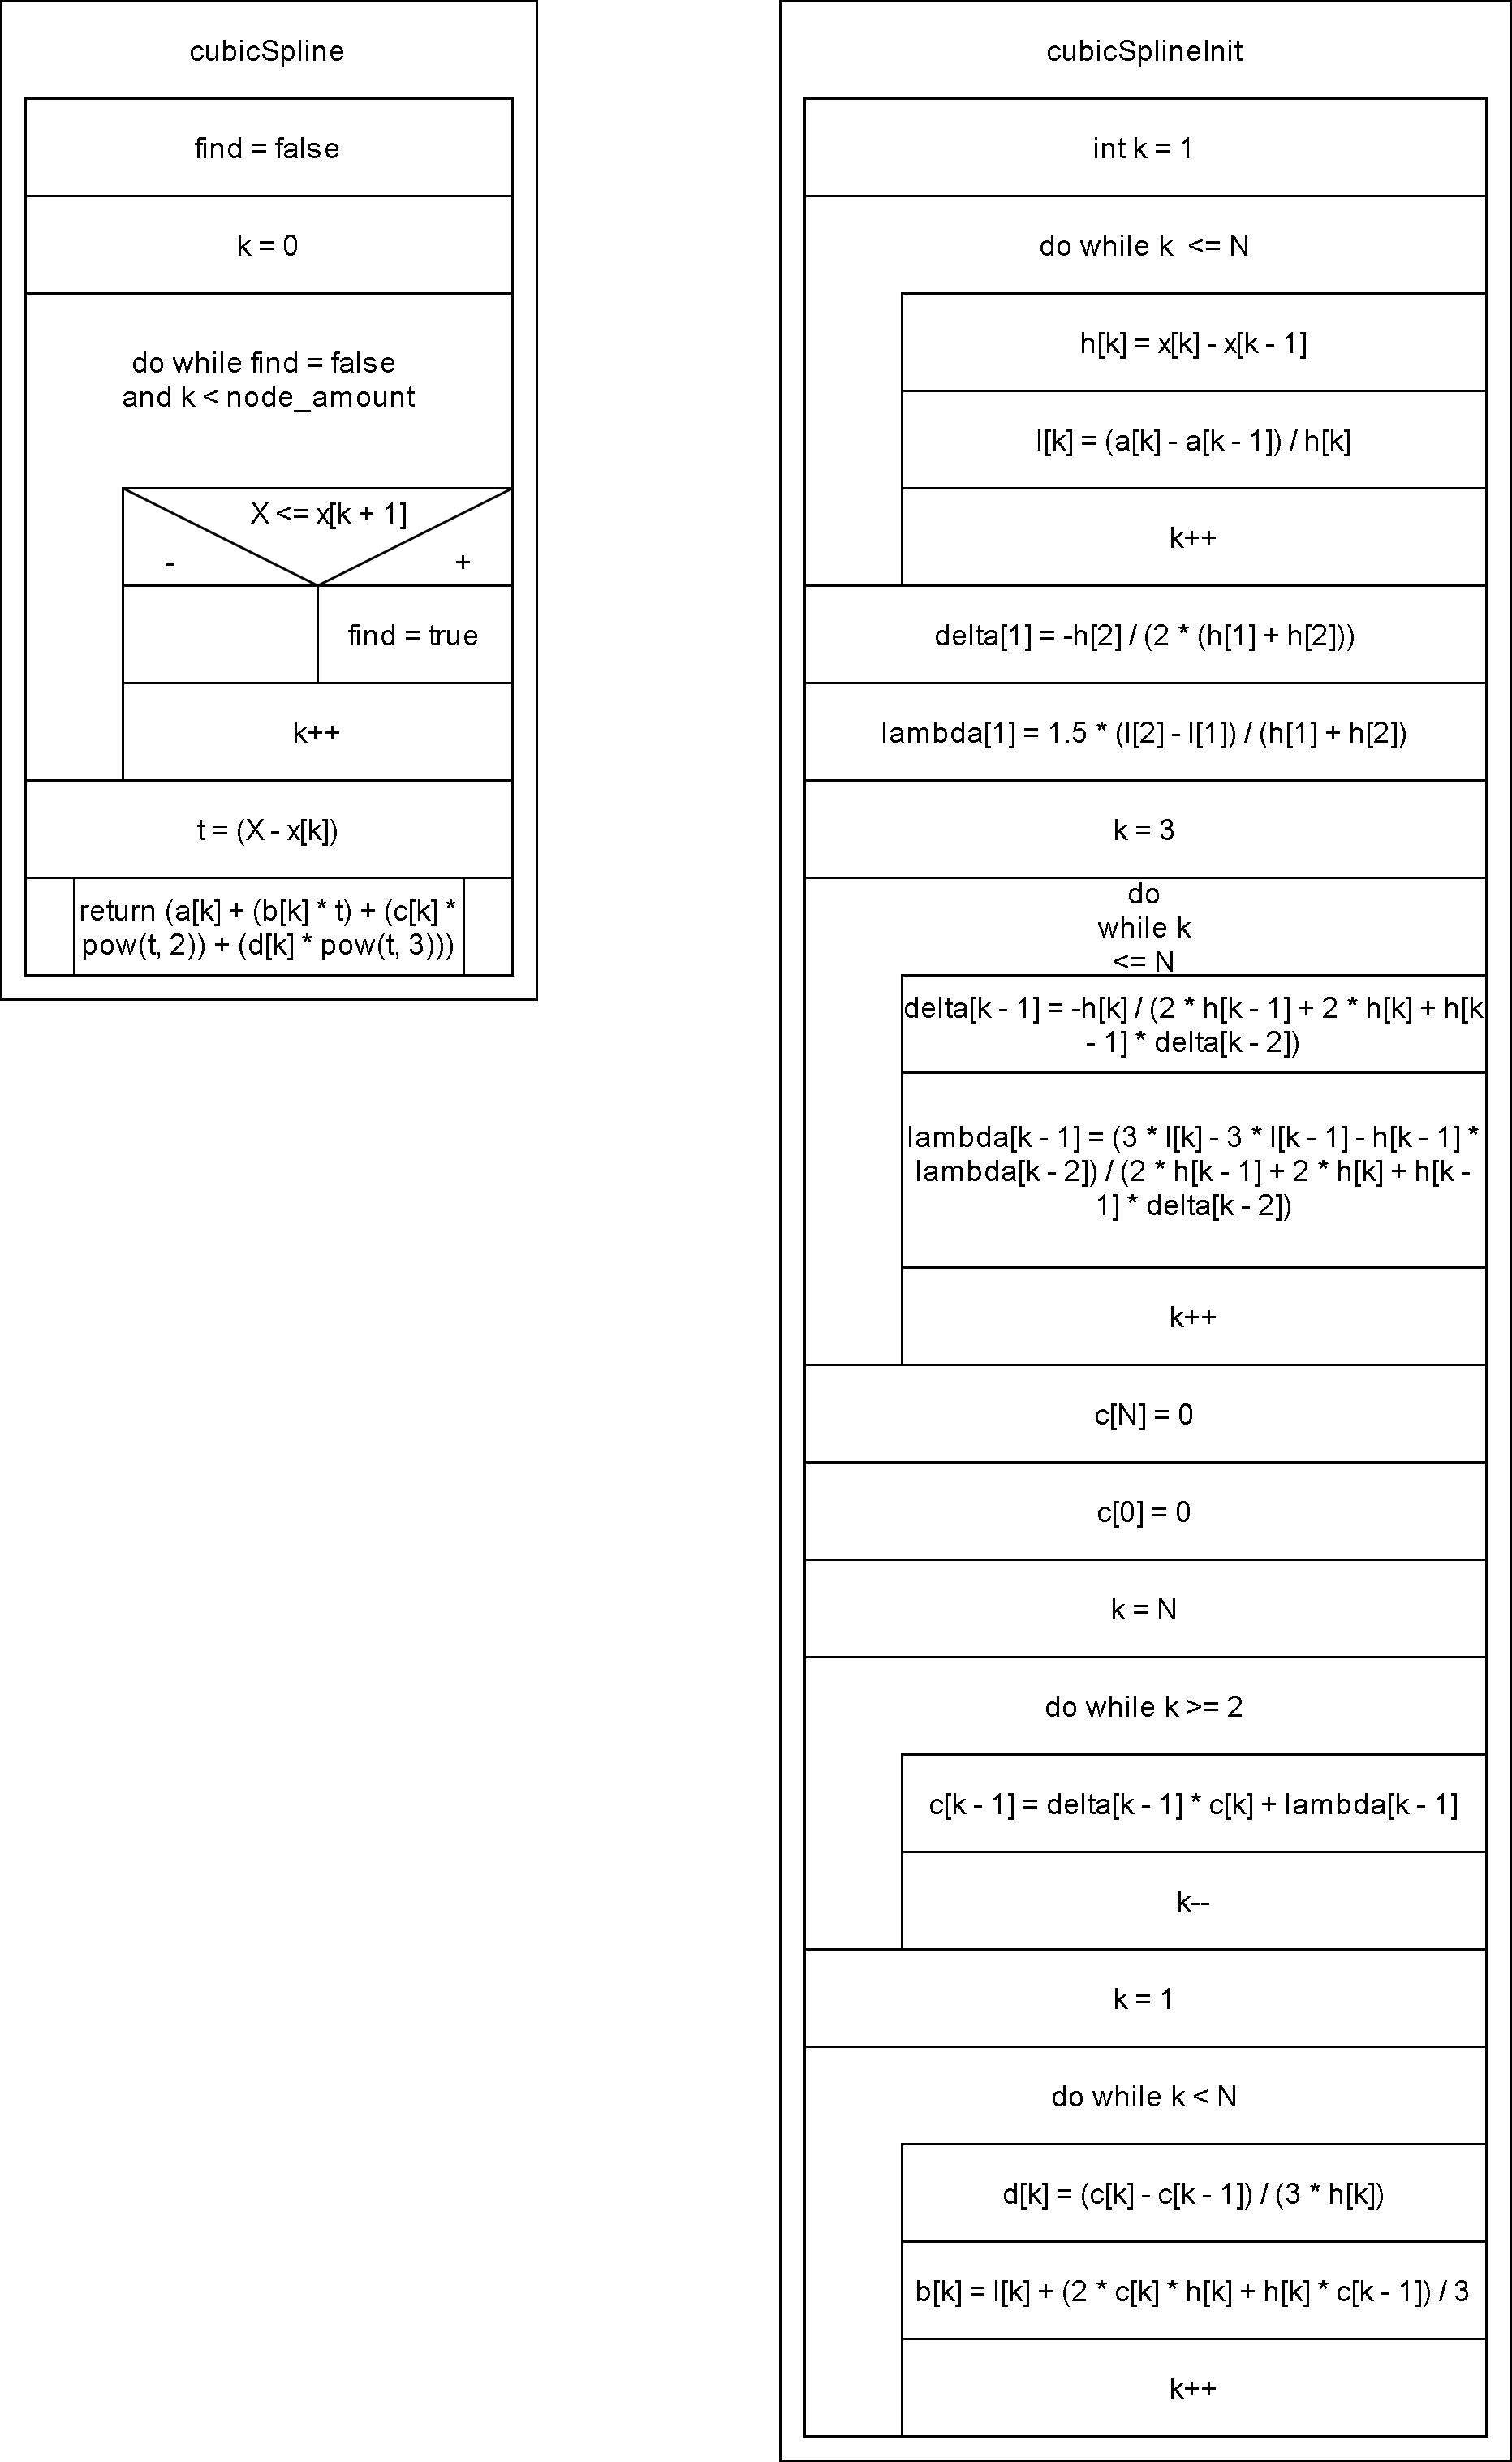 cubicSpline
find = false
k = 0
do while find = false
and k < node_amount
X <= x[k + 1]
-
+
find = true
k++
t = (X - x[k])
return (a[k] + (b[k] * t) + (c[k] *
pow(t, 2)) + (d[k] * pow(t, 3)))
cubicSplineInit
int k = 1
do while k  <= N
h[k] = x[k] - x[k - 1]
l[k] = (a[k] - a[k - 1]) / h[k]
k++
delta[1] = -h[2] / (2 * (h[1] + h[2]))
lambda[1] = 1.5 * (l[2] - l[1]) / (h[1] + h[2])
k = 3
do
while k
<= N
delta[k - 1] = -h[k] / (2 * h[k - 1] + 2 * h[k] + h[k
- 1] * delta[k - 2])
lambda[k - 1] = (3 * l[k] - 3 * l[k - 1] - h[k - 1] *
lambda[k - 2]) / (2 * h[k - 1] + 2 * h[k] + h[k -
1] * delta[k - 2])
k++
c[N] = 0
c[0] = 0
k = N
do while k >= 2
c[k - 1] = delta[k - 1] * c[k] + lambda[k - 1]
k--
k = 1
do while k < N
d[k] = (c[k] - c[k - 1]) / (3 * h[k])
b[k] = l[k] + (2 * c[k] * h[k] + h[k] * c[k - 1]) / 3
k++